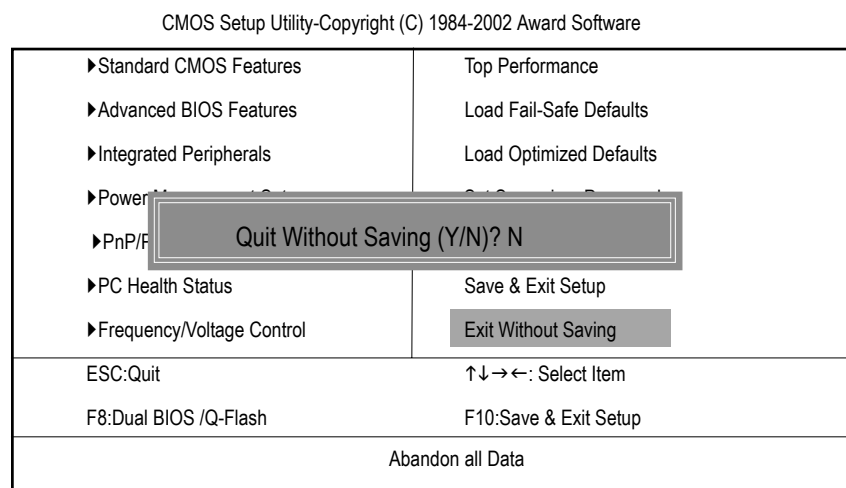 CMOS Setup Utility-Copyright (C) 1984-2002 Award Software
▶Standard CMOS Features Top Performance
▶Advanced BIOS Features Load Fail-Safe Defaults
▶Integrated Peripherals Load Optimized Defaults
▶Power
Quit Without Saving (Y/N)? N
▶PnP/
▶PC Health Status Save & Exit Setup
▶Frequency/Voltage Control Exit Without Saving
ESC:Quit ↑↓→←: Select Item
F8:Dual BIOS /Q-Flash F10:Save & Exit Setup
Abandon all Data